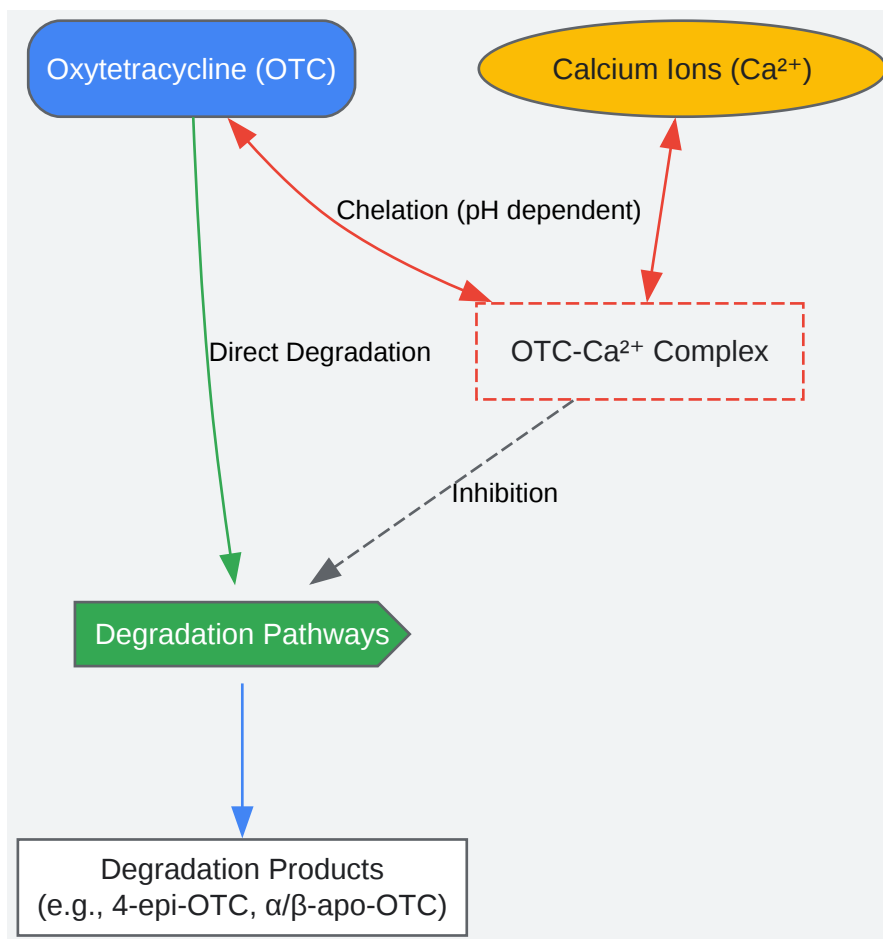 Oxytetracycline (OTC)
Calcium Ions (Ca²⁺)
Chelation (pH dependent)
Direct Degradation
OTC-Ca²⁺ Complex
Inhibition
Degradation Pathways
Degradation Products
(e.g., 4-epi-OTC, α/β-apo-OTC)